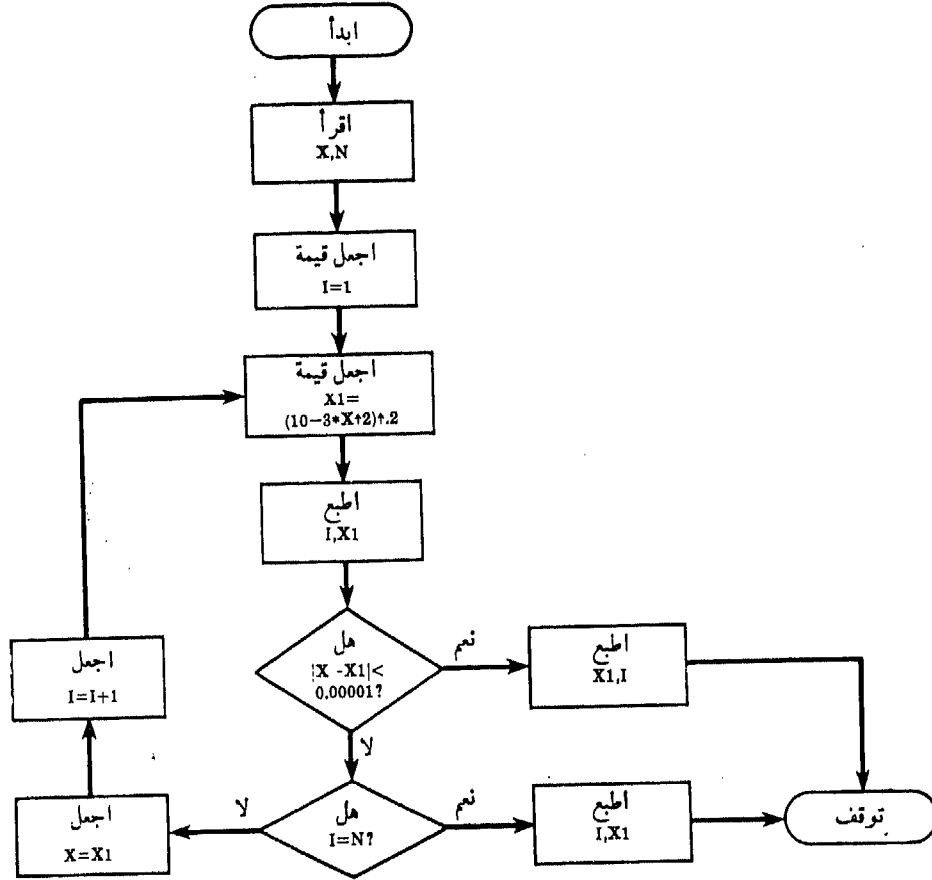 ابدأ
اقرأ
X,N
اجعل قيمة
I=1
اجعل قيمة
X1=
(10-3*X↑2)↑.2
اطبع
I,X1
هل
|X -X1|<
0.00001?
نعم
اطبع
X1,I
لا
هل
I=N?
نعم
اطبع
I,X1
توقف
لا
اجعل
X=X1
اجعل
I=I+1